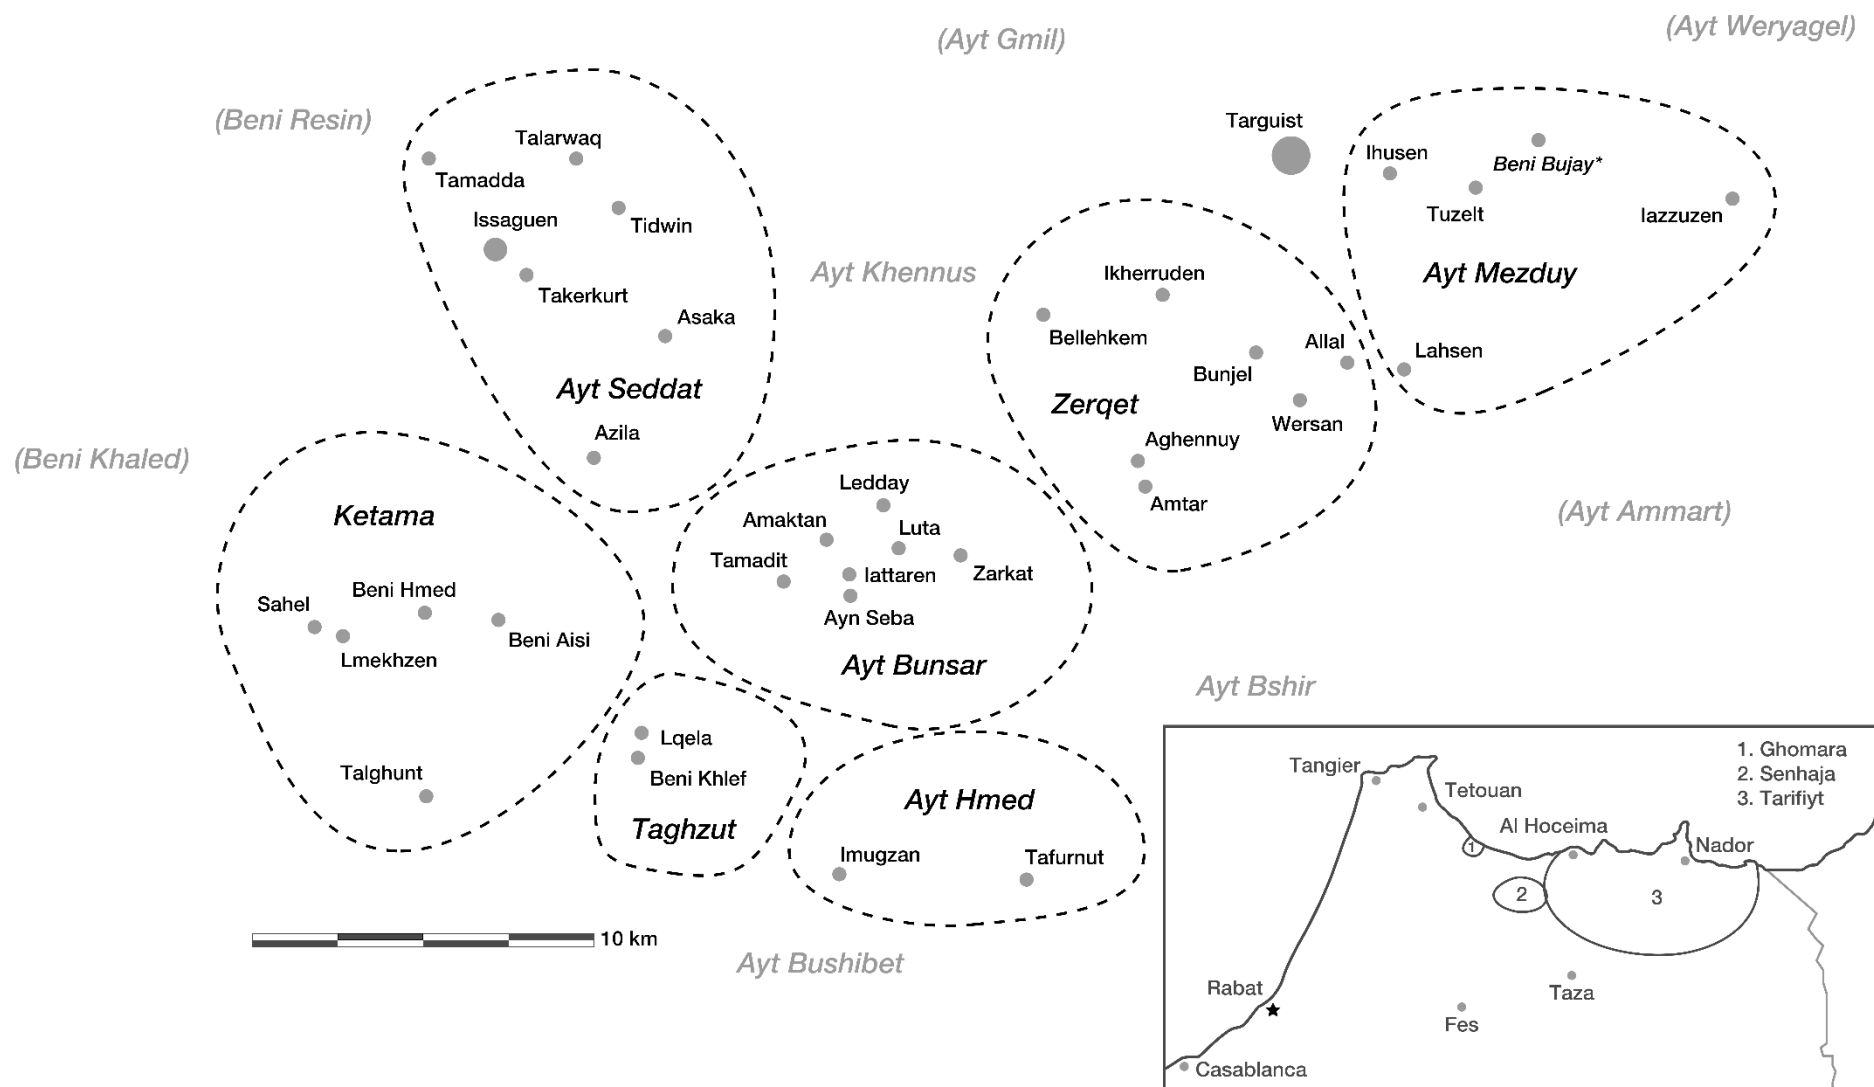 (Ayt Gmil)
(Ayt Weryagel)
(Beni Resin)
Talarwaq
Tamadda
Issaguen
Tidwin
Takerkurt
Asaka
Ayt Seddat
Azila
Ayt Khennus
Targuist
Ihusen
Beni Bujay*
Tuzelt
Iazzuzen
Ayt Mezduy
Lahsen
Ikherruden
Bellehkem
Allal
Bunjel
Zerqet
Wersan
Aghennuy
Amtar
(Beni Khaled)
Ketama
Beni Hmed
Sahel
Lmekhzen
Beni Aisi
Talghunt
Ledday
Amaktan
Luta
Tamadit
Iattaren
Zarkat
Ayn Seba
Ayt Bunsar
(Ayt Ammart)
Ayt Bshir
Lqela
Beni Khlef
Taghzut
Ayt Hmed
Imugzan
Tafurnut
10 km
Ayt Bushibet
1. Ghomara
2. Senhaja
3. Tarifiyt
Tangier
Tetouan
Al Hoceima
Nador
1
2
3
Rabat
Taza
Fes
Casablanca